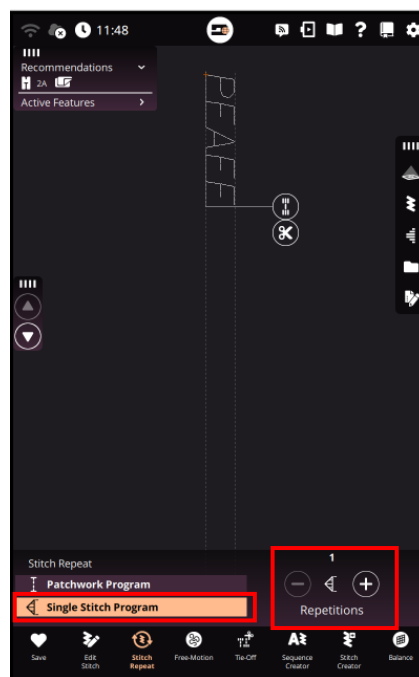 11:48
?
Recommendations
2A
Active Features
PFAFF
Stitch Repeat
Patchwork Program
Single Stitch Program
1
Repetitions
Save
Edit Stitch
Stitch Repeat
Free-Motion
Tie-Off
Sequence Creator
Stitch Creator
Balance